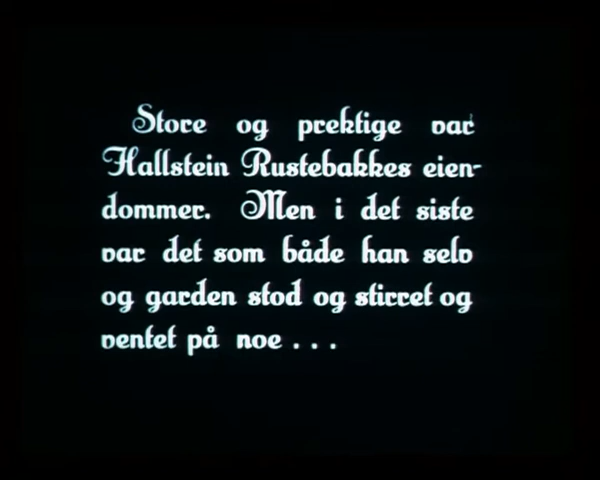 Store og prektige var
Hallstein Rustebakkes eien-
dommer. Men i det siste
var det som både han selv
og garden stod og stirret og
ventet på noe . . .